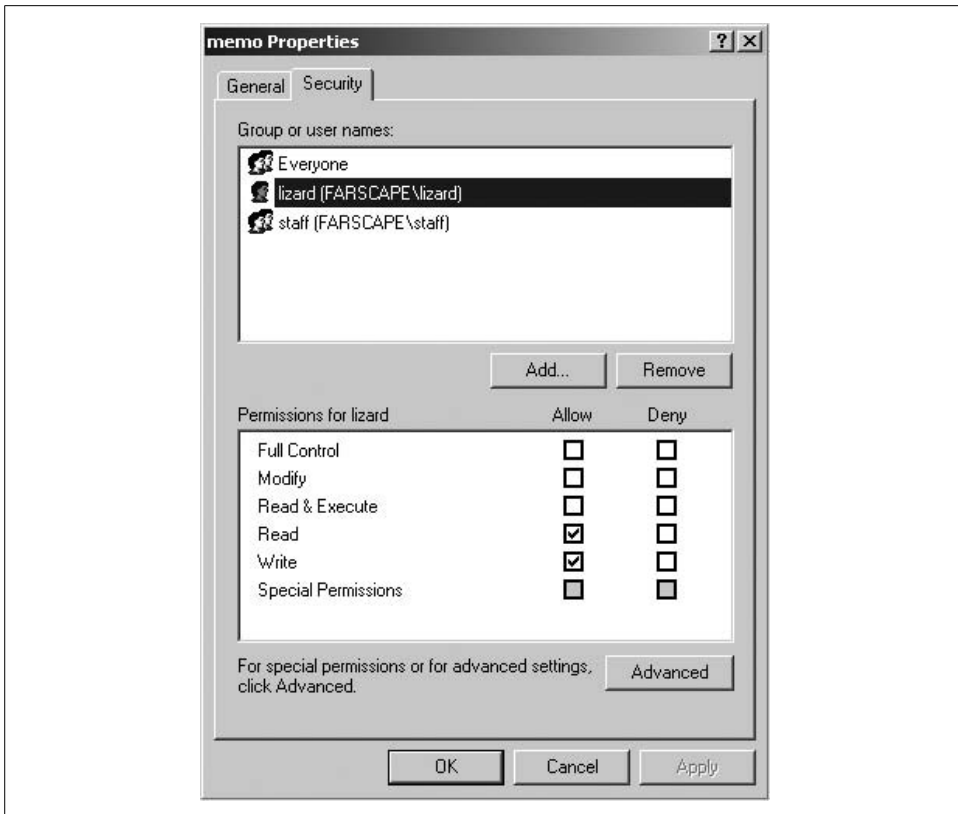 memo Properties
General Security
Group or user names:
Everyone
lizard (FARSCAPE\lizard)
staff (FARSCAPE\staff)
Add... Remove
Permissions for lizard Allow Deny
Full Control
Modify
Read & Execute
Read
Write
Special Permissions
For special permissions or for advanced settings,
click Advanced.
Advanced
OK Cancel Apply